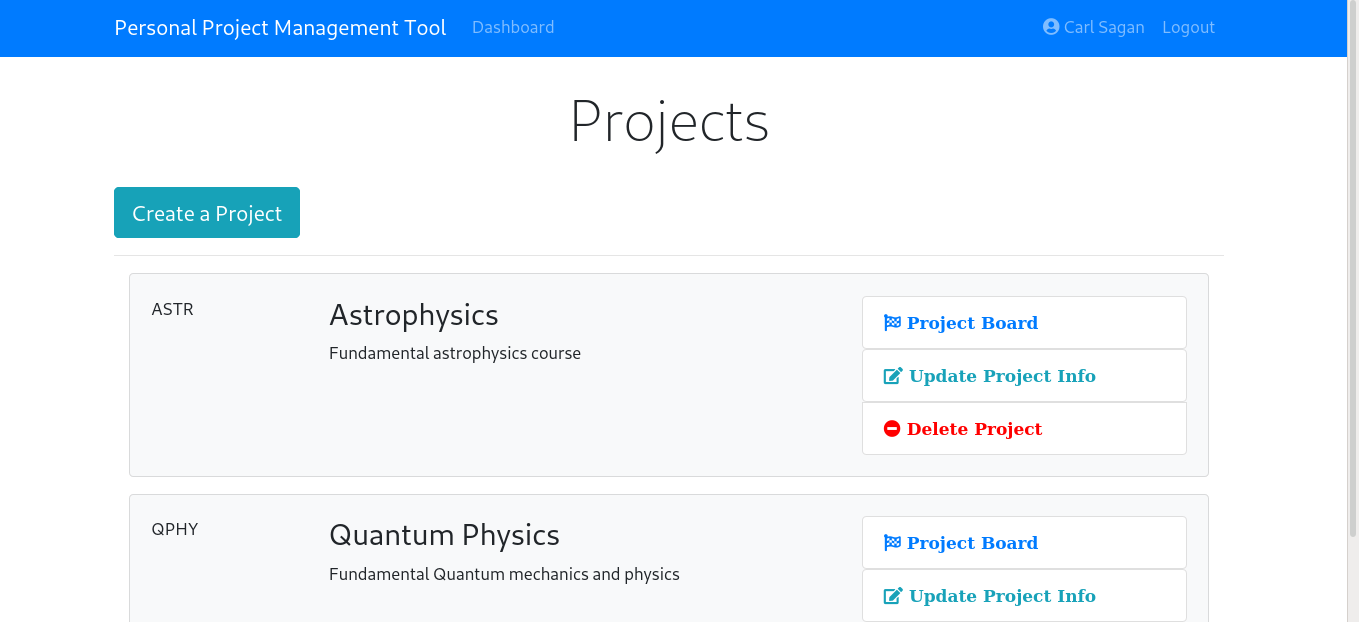 Personal Project Management Tool Dashboard Carl Sagan Logout
Projects
Create a Project
ASTR
Astrophysics
Fundamental astrophysics course
Project Board
Update Project Info
Delete Project
QPHY
Quantum Physics
Fundamental Quantum mechanics and physics
Project Board
Update Project Info